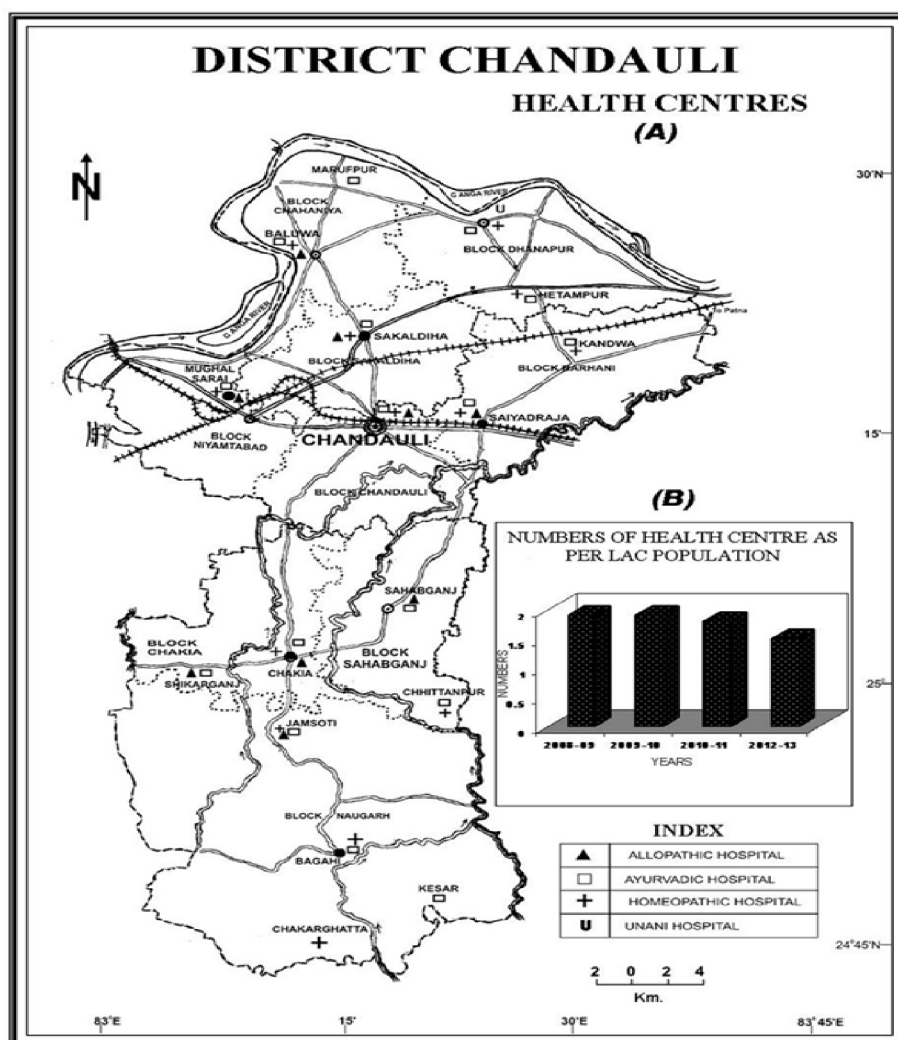 DISTRICT CHANDAULI
HEALTH CENTRES
(A)
N
30'N
MARUFPUR
GANGA RIVER
U
BLOCK
CHAHANIYA
BALUWA
BLOCK DHANAPUR
HETAMPUR
GANGA RIVER
To Patna
SAKALDIHA
KANDWA
BLOCK SAKALDIHA
BLOCK BARHANI
MUGHAL
SARAI
SAIYADRAJA
CHANDAULI
15'
BLOCK
NIYAMTABAD
BLOCK CHANDAULI
(B)
NUMBERS OF HEALTH CENTRE AS
PER LAC POPULATION
2
1.5
1
0.5
0
NUMBERS
2008-09 2009-10 2010-11 2012-13
YEARS
SAHABGANJ
BLOCK
CHAKIA
BLOCK
SAHABGANJ
CHAKIA
SHIKARGANJ
25°
CHHITTANPUR
JAMSOTI
BLOCK NAUGARH
BAGAHI
KESAR
CHAKARGHATTA
INDEX
ALLOPATHIC HOSPITAL
AYURVADIC HOSPITAL
HOMEOPATHIC HOSPITAL
U UNANI HOSPITAL
24°45'N
2 0 2 4
Km.
83°E 15' 30'E 83°45'E